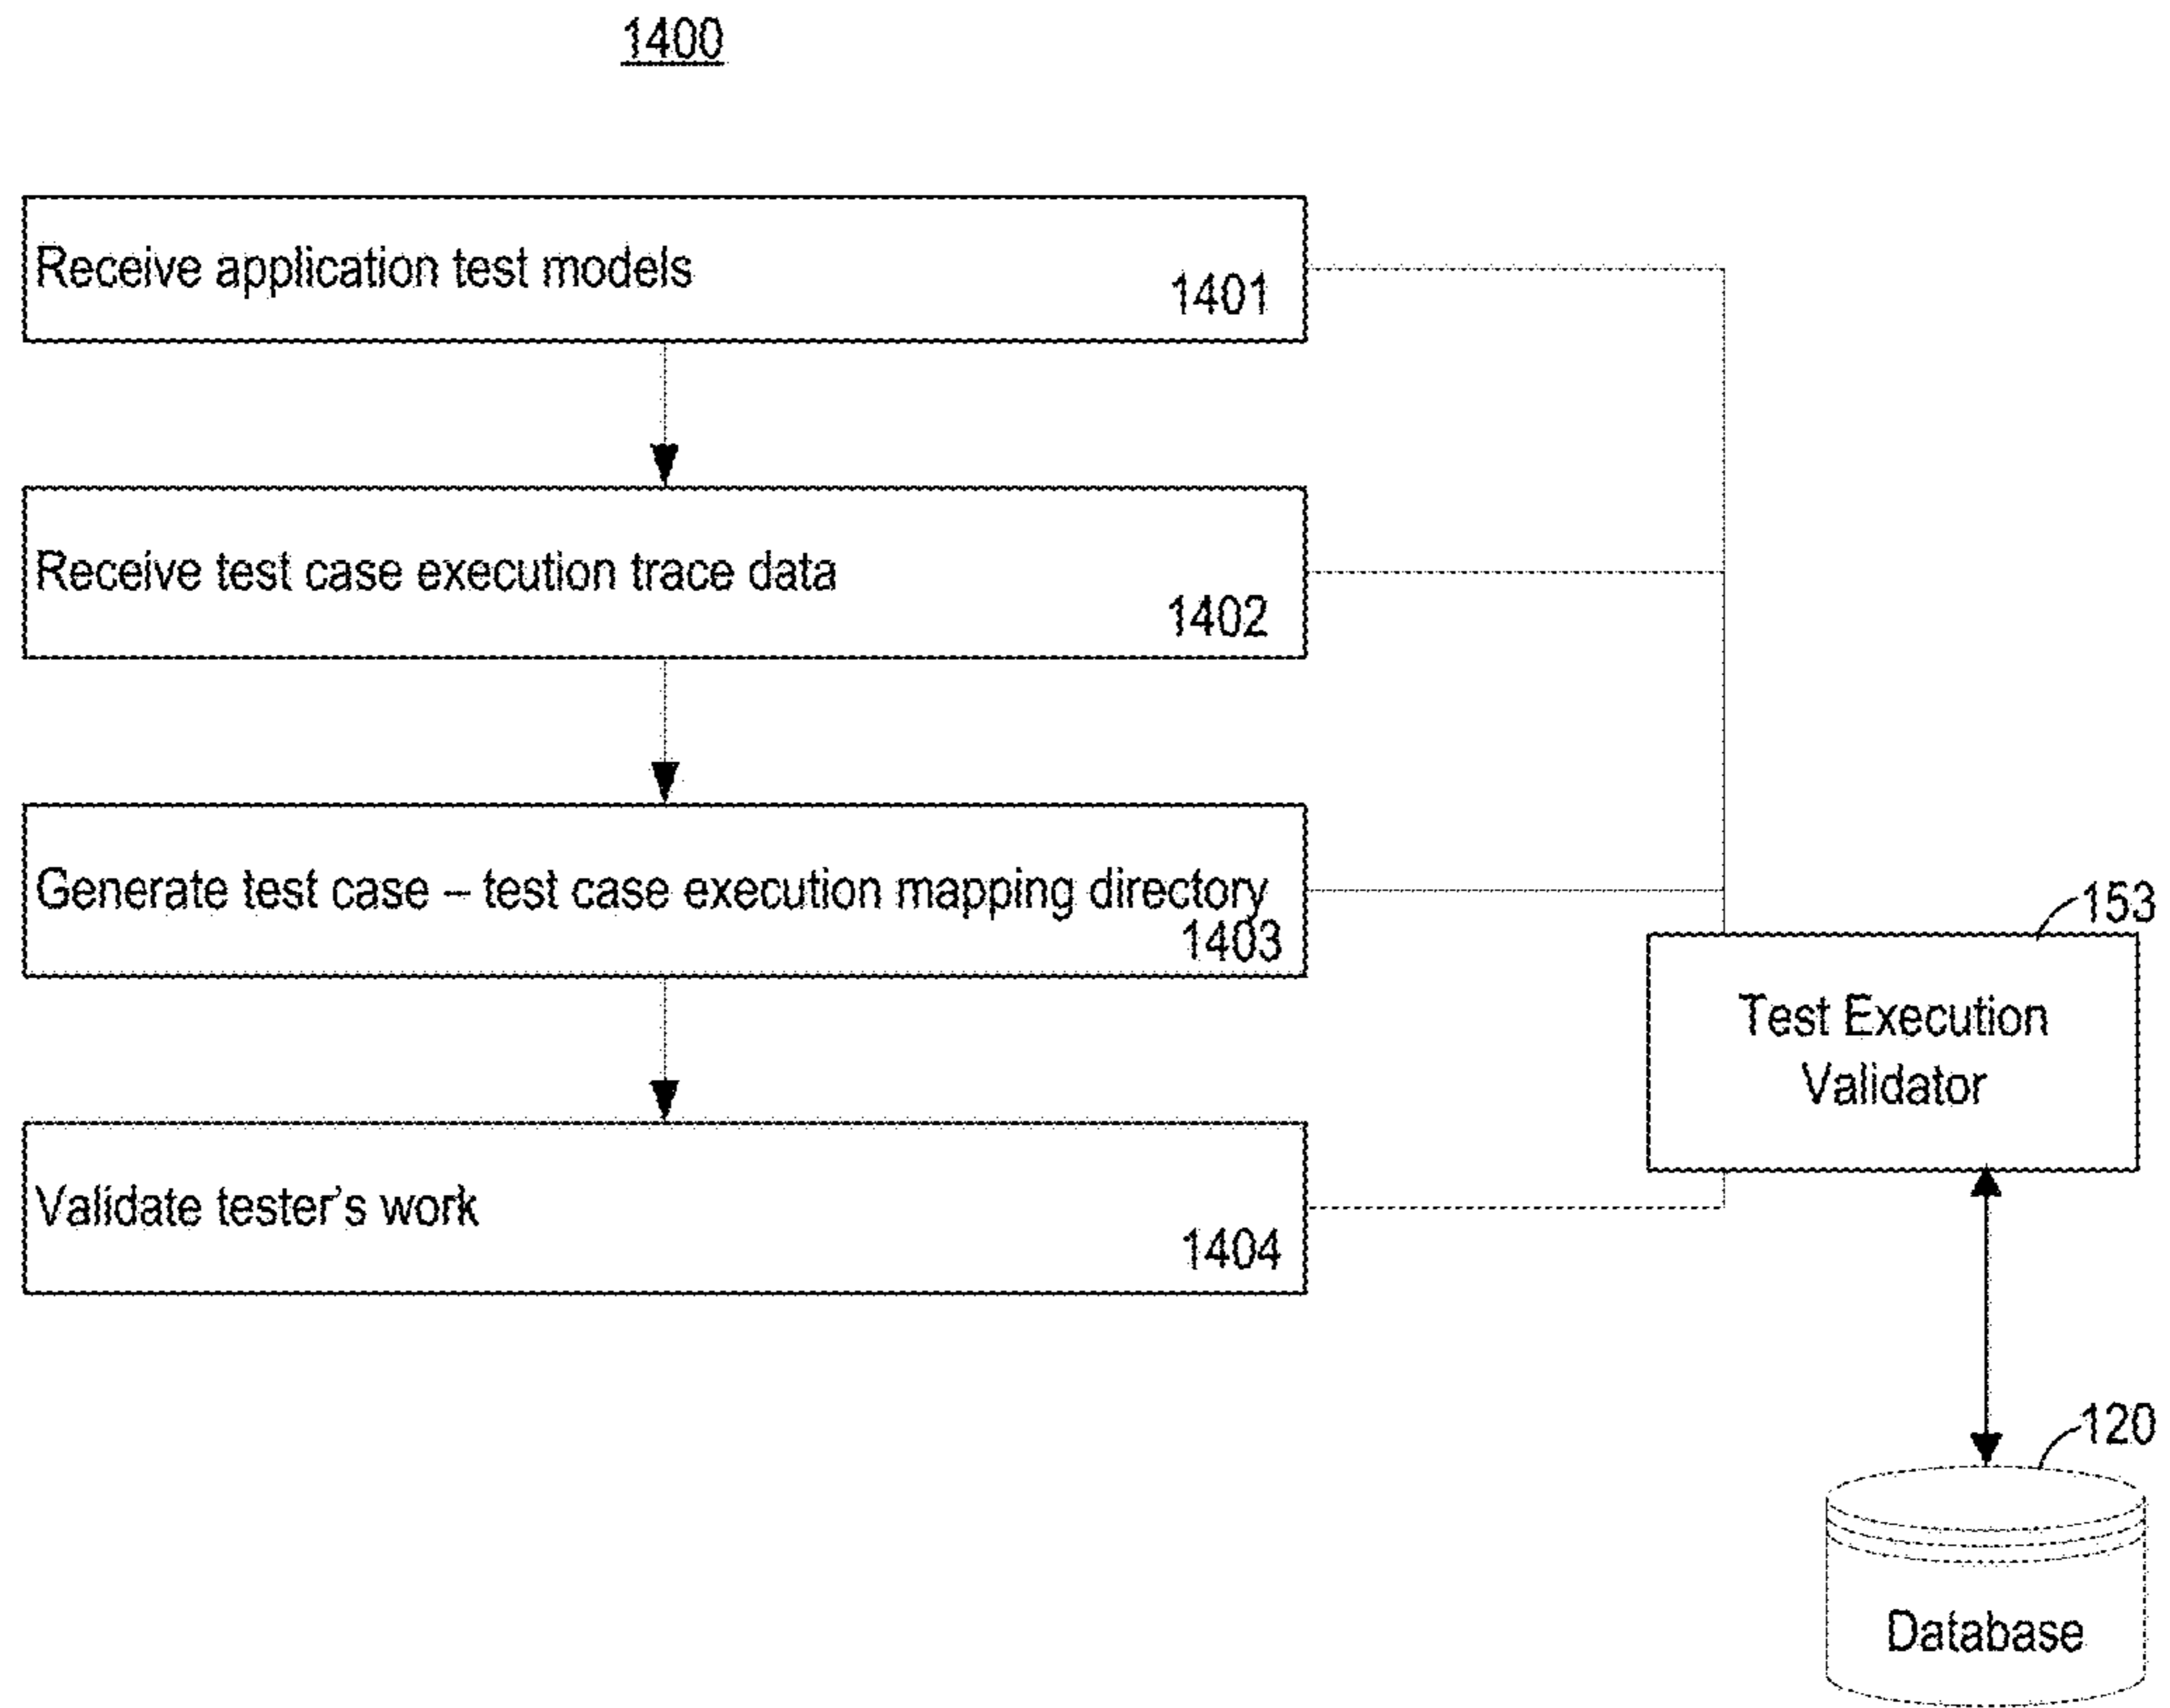 1400
Receive application test models
1401
Receive test case execution trace data
1402
Generate test case – test case execution mapping directory
1403
153
Test Execution
Validator
Validate tester's work
1404
120
Database